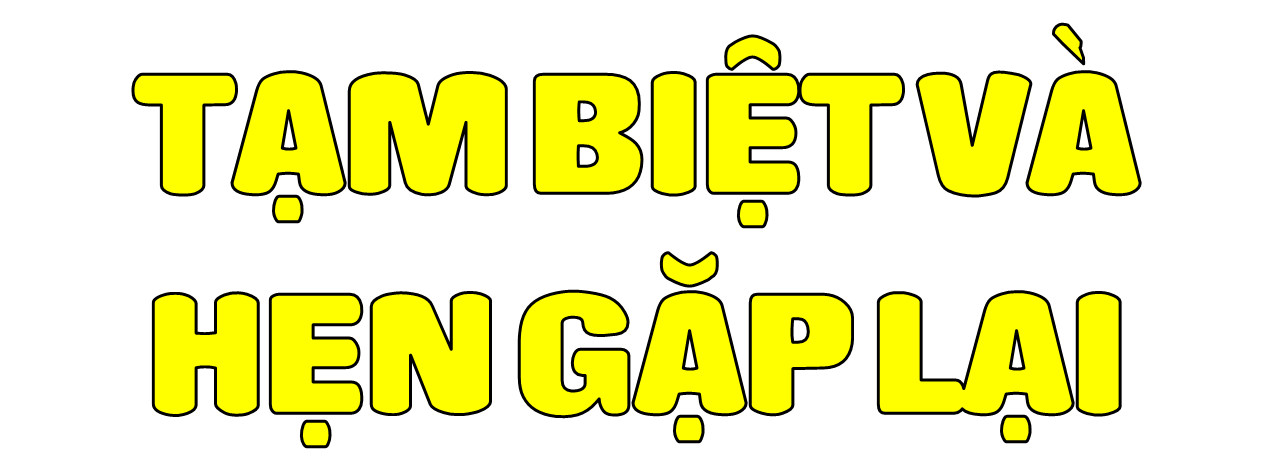 TẠM BIỆT VÀ
HẸN GẶP LẠI